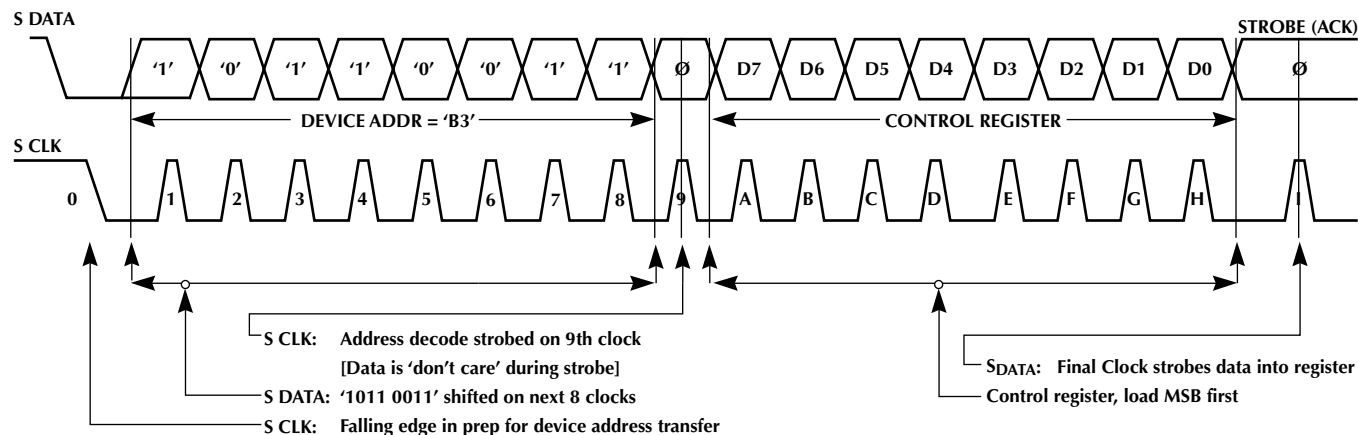 S DATA
STROBE (ACK)
‘1’ ‘0’ ‘1’ ‘1’ ‘0’ ‘0’ ‘1’ ‘1’ Ø D7 D6 D5 D4 D3 D2 D1 D0 Ø
DEVICE ADDR = ‘B3’
CONTROL REGISTER
S CLK
0 1 2 3 4 5 6 7 8 9 A B C D E F G H I
S CLK: Address decode strobed on 9th clock
[Data is ‘don’t care’ during strobe]
S DATA: ‘1011 0011’ shifted on next 8 clocks
S CLK: Falling edge in prep for device address transfer
SDATA: Final Clock strobes data into register
Control register, load MSB first